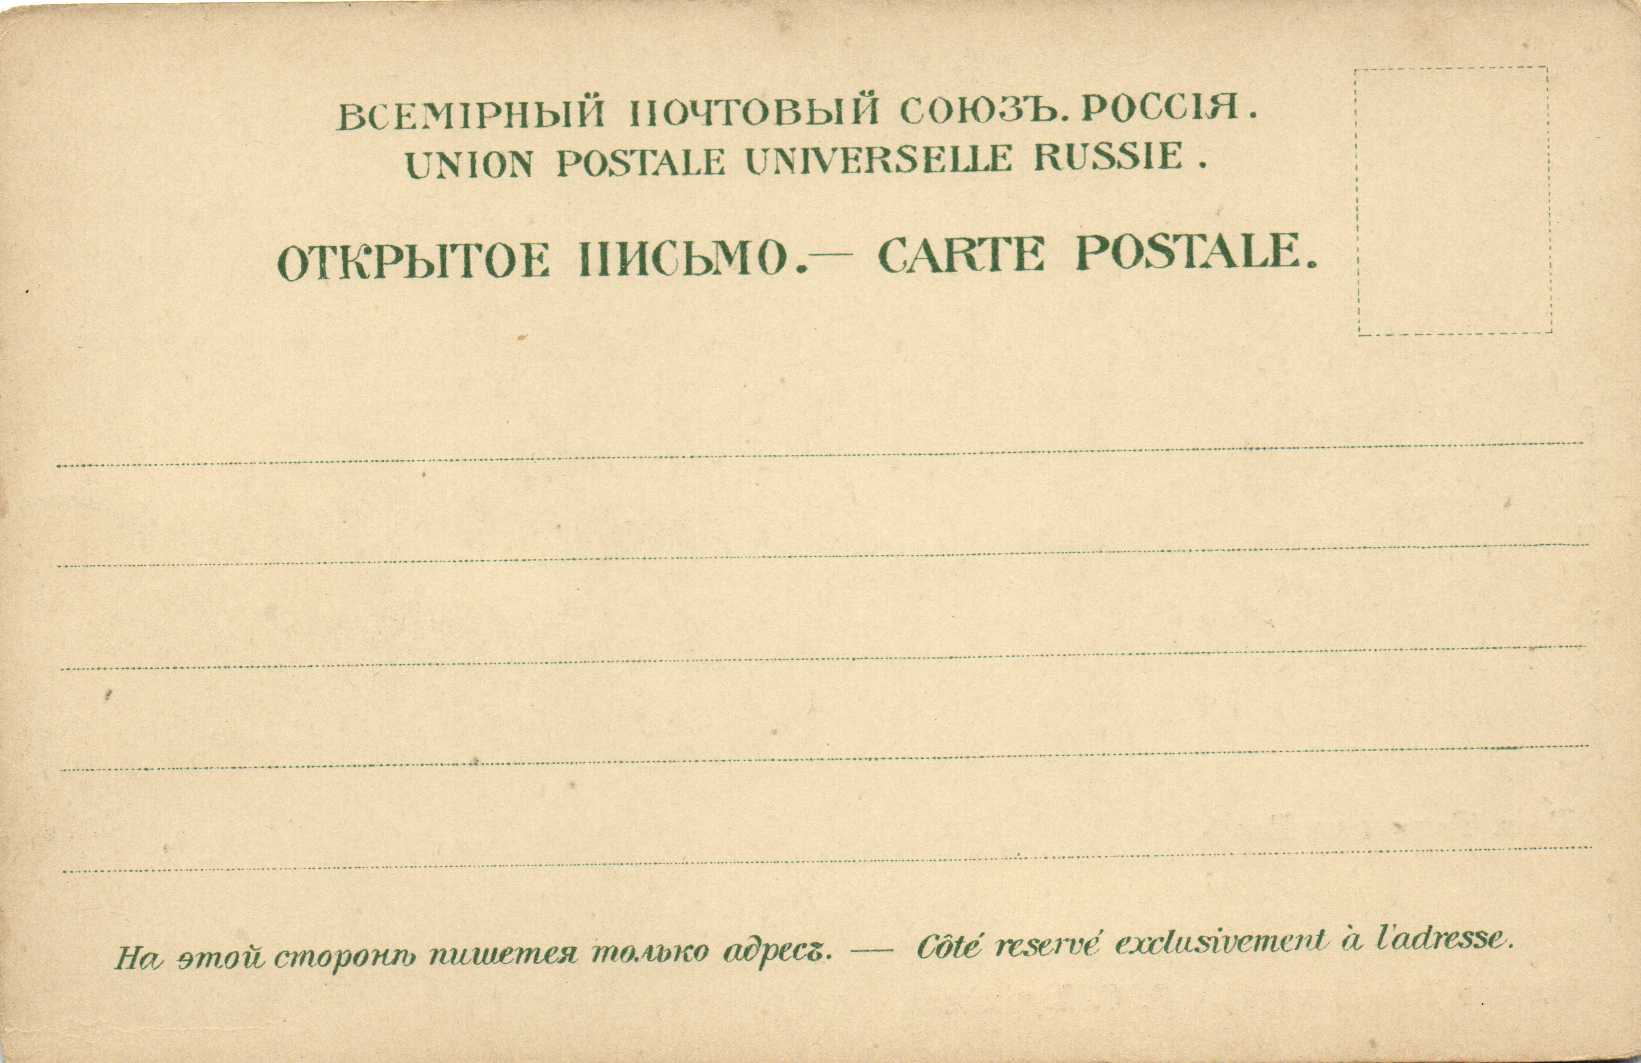 ВСЕМІРНЫЙ ПОЧТОВЫЙ СОЮЗЪ. РОССІЯ.
UNION POSTALE UNIVERSELLE RUSSIE.
ОТКРЫТОЕ ПИСЬМО.— CARTE POSTALE.
На этой сторонѣ пишется только адресъ. — Côté reservé exclusivement à l'adresse.